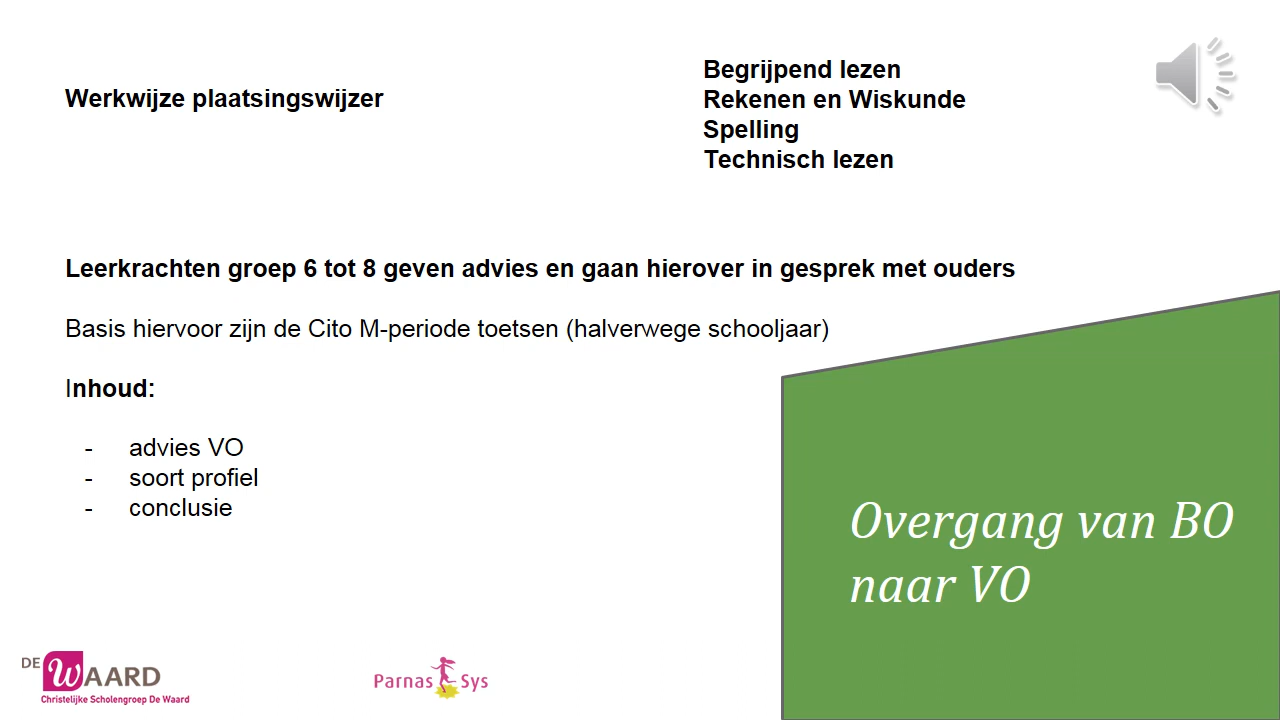 Werkwijze plaatsingswijzer
Begrijpend lezen
Rekenen en Wiskunde
Spelling
Technisch lezen
Leerkrachten groep 6 tot 8 geven advies en gaan hierover in gesprek met ouders
Basis hiervoor zijn de Cito M-periode toetsen (halverwege schooljaar)
Inhoud:
- advies VO
- soort profiel
- conclusie
Overgang van BO
naar VO
DE WAARD
Christelijke Scholengroep De Waard
Parnas Sys